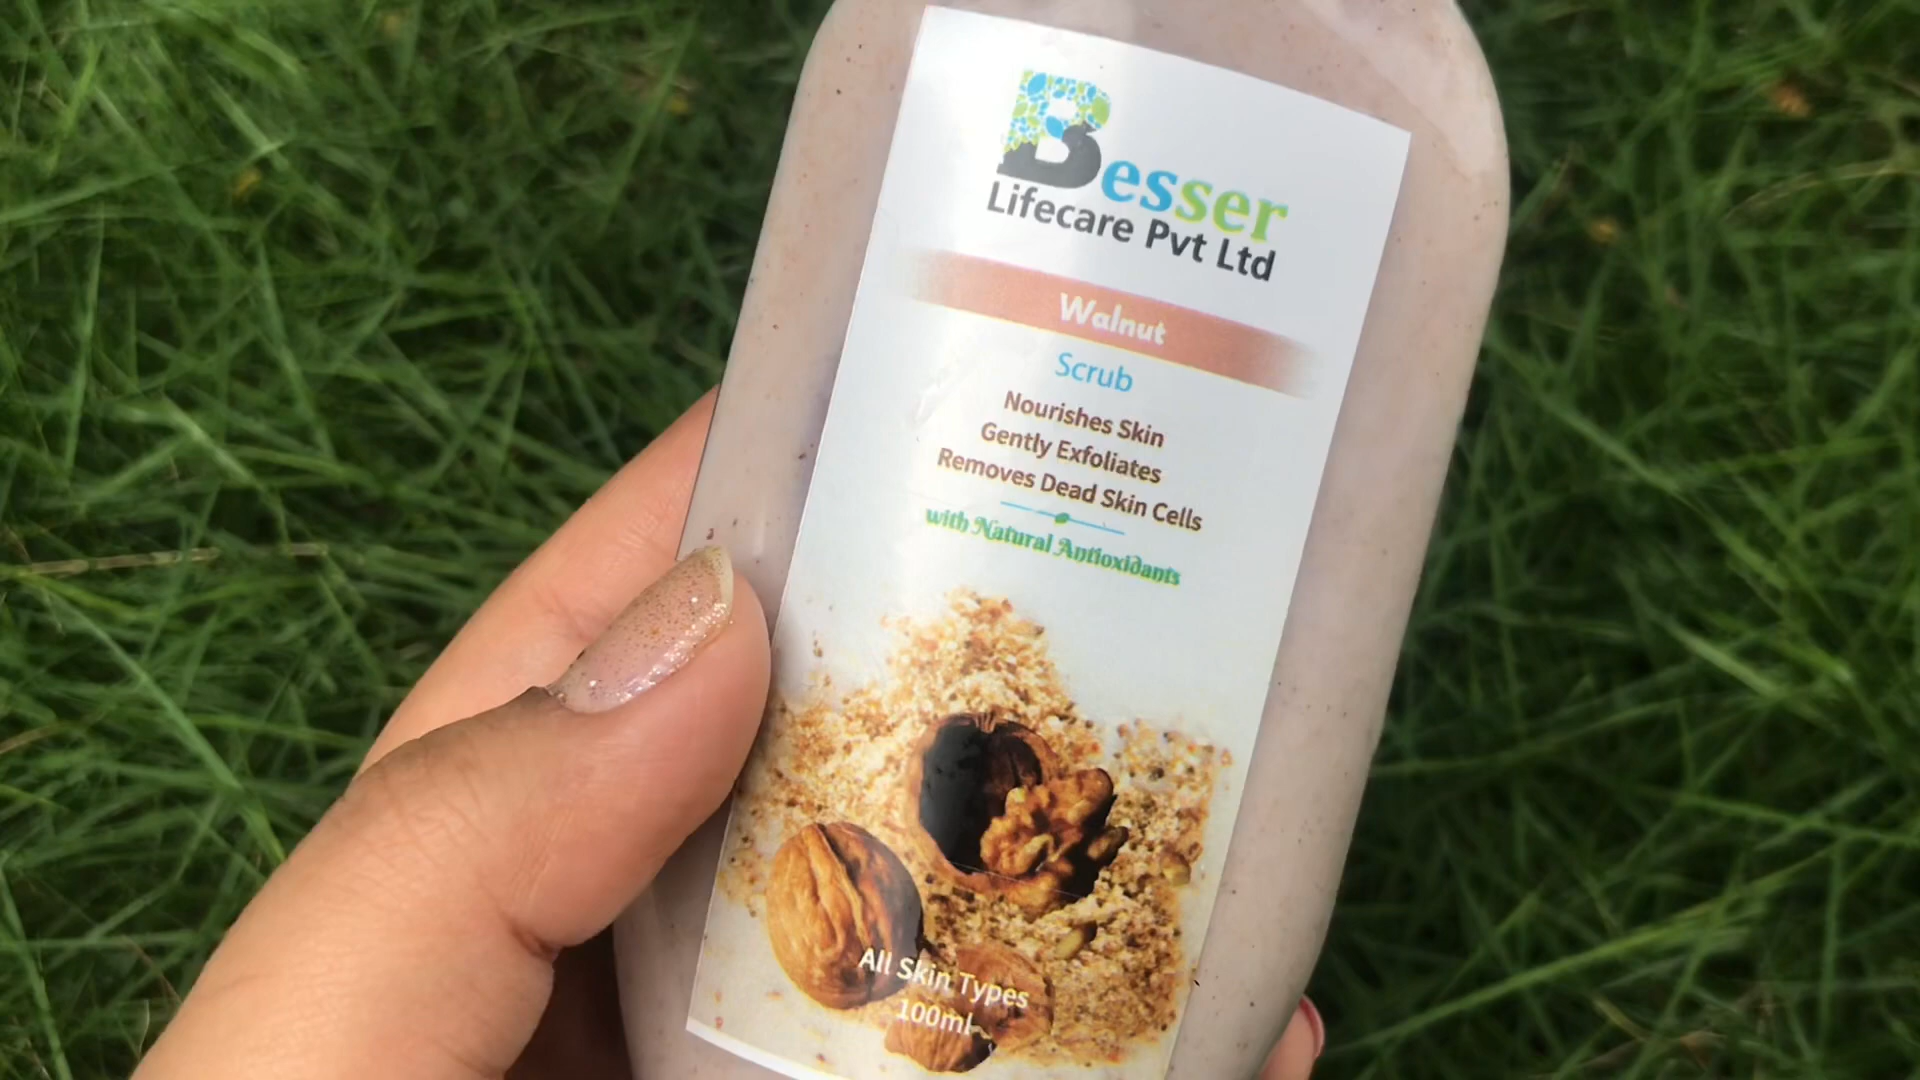 Besser
Lifecare Pvt Ltd
Walnut
Scrub
Nourishes Skin
Gently Exfoliates
Removes Dead Skin Cells
with Natural Antioxidants
All Skin Types
100ml